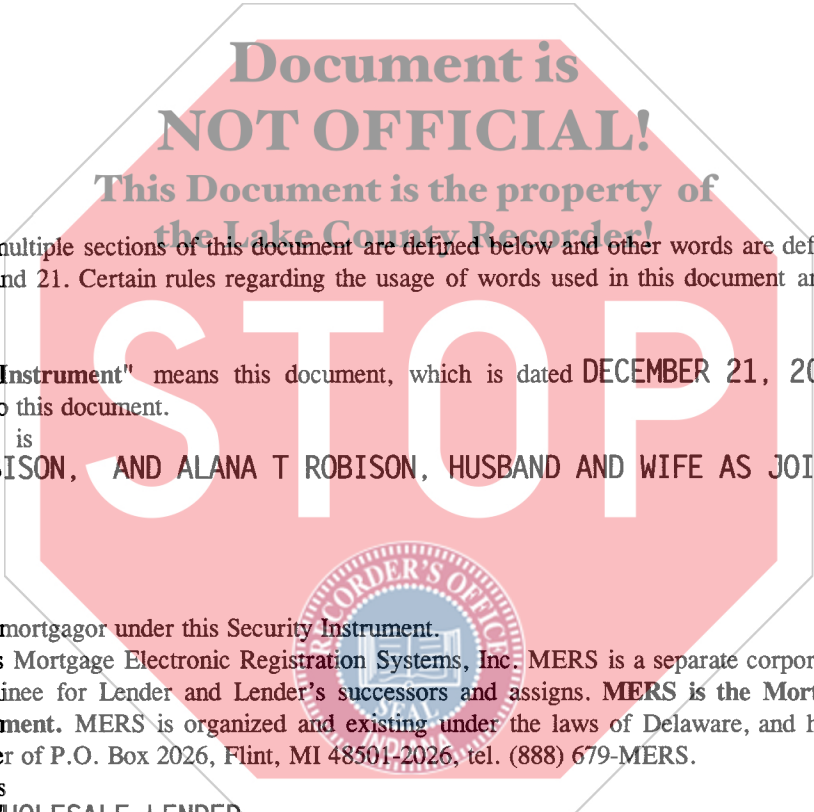 Document is
NOT OFFICIAL!
This Document is the property of
the Lake County Recorder!
multiple sections of this document are defined below and other words are def
nd 21. Certain rules regarding the usage of words used in this document a
STOP
Instrument" means this document, which is dated DECEMBER 21, 20
o this document.
is
BISON, AND ALANA T ROBISON, HUSBAND AND WIFE AS JOI
RECORDER'S OFFICE
mortgagor under this Security Instrument.
s Mortgage Electronic Registration Systems, Inc. MERS is a separate corpor
inee for Lender and Lender's successors and assigns. MERS is the Mort
ment. MERS is organized and existing under the laws of Delaware, and h
er of P.O. Box 2026, Flint, MI 48501-2026, tel. (888) 679-MERS.
SEAL
INDIANA
s
WHOLESALE LENDER